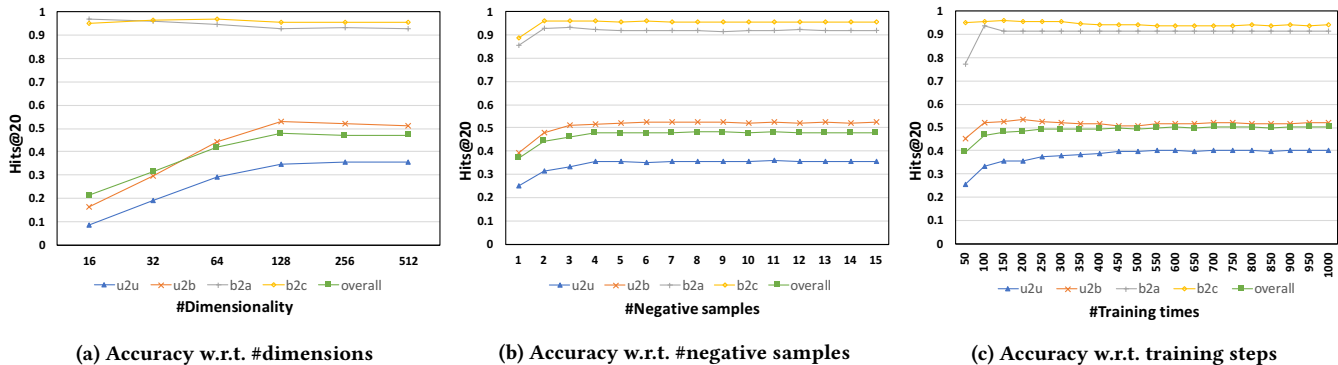 1
0.9
0.8
0.7
0.6
0.5
0.4
0.3
0.2
0.1
0
Hits@20
16 32 64 128 256 512
u2u u2b b2a b2c overall
#Dimensionality
(a) Accuracy w.r.t. #dimensions
1
0.9
0.8
0.7
0.6
0.5
0.4
0.3
0.2
0.1
0
Hits@20
1 2 3 4 5 6 7 8 9 10 11 12 13 14 15
u2u u2b b2a b2c overall
#Negative samples
(b) Accuracy w.r.t. #negative samples
1
0.9
0.8
0.7
0.6
0.5
0.4
0.3
0.2
0.1
0
Hits@20
50 100 150 200 250 300 350 400 450 500 550 600 650 700 750 800 850 900 950 1000
u2u u2b b2a b2c overall
#Training times
(c) Accuracy w.r.t. training steps